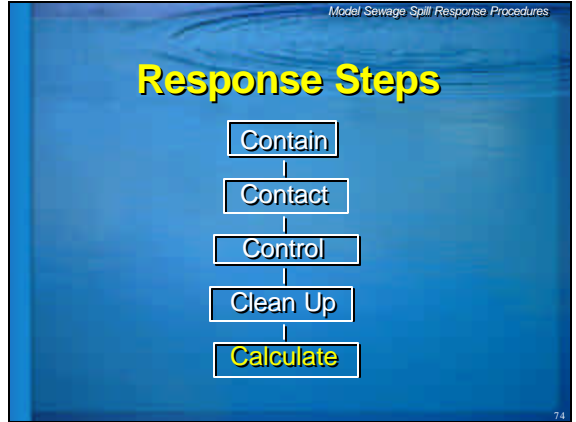 Model Sewage Spill Response Procedures
Response Steps
Contain
Contact
Control
Clean Up
Calculate
74